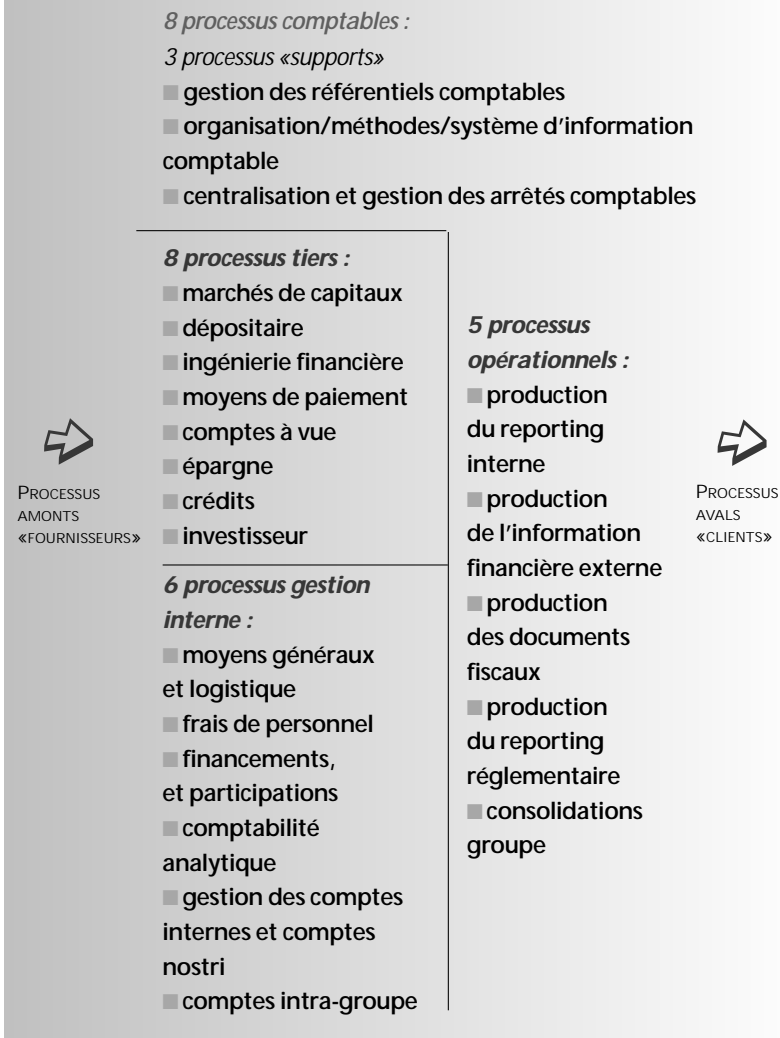 8 processus comptables :
3 processus «supports»
■ gestion des référentiels comptables
■ organisation/méthodes/système d'information
comptable
■ centralisation et gestion des arrêtés comptables
PROCESSUS
AMONTS
«FOURNISSEURS»
8 processus tiers :
■ marchés de capitaux
■ dépositaire
■ ingénierie financière
■ moyens de paiement
■ comptes à vue
■ épargne
■ crédits
■ investisseur
6 processus gestion
interne :
■ moyens généraux
et logistique
■ frais de personnel
■ financements,
et participations
■ comptabilité
analytique
■ gestion des comptes
internes et comptes
nostri
■ comptes intra-groupe
5 processus
opérationnels :
■ production
du reporting
interne
■ production
de l'information
financière externe
■ production
des documents
fiscaux
■ production
du reporting
réglementaire
■ consolidations
groupe
PROCESSUS
AVALS
«CLIENTS»